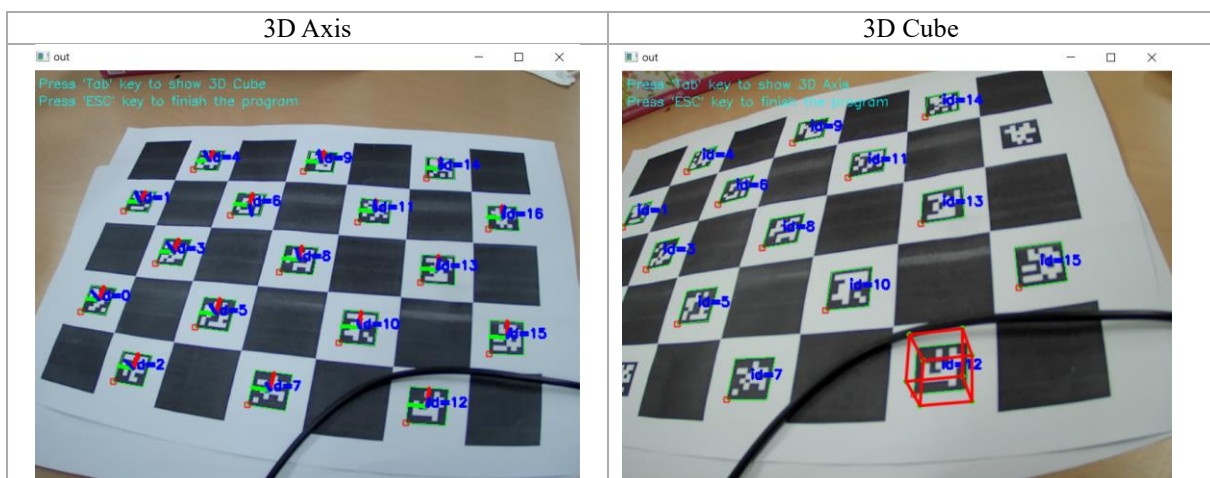 3D Axis
3D Cube
out
out
Press 'Tab' key to show 3D Cube
Press 'ESC' key to finish the program
Press 'Tab' key to show 3D Axis
Press 'ESC' key to finish the program
id=4
id=9
id=14
id=1
id=6
id=11
id=16
id=3
id=8
id=13
id=0
id=5
id=10
id=15
id=2
id=7
id=12
id=14
id=9
id=4
id=11
id=6
id=13
id=1
id=8
id=3
id=15
id=10
id=5
id=12
id=7